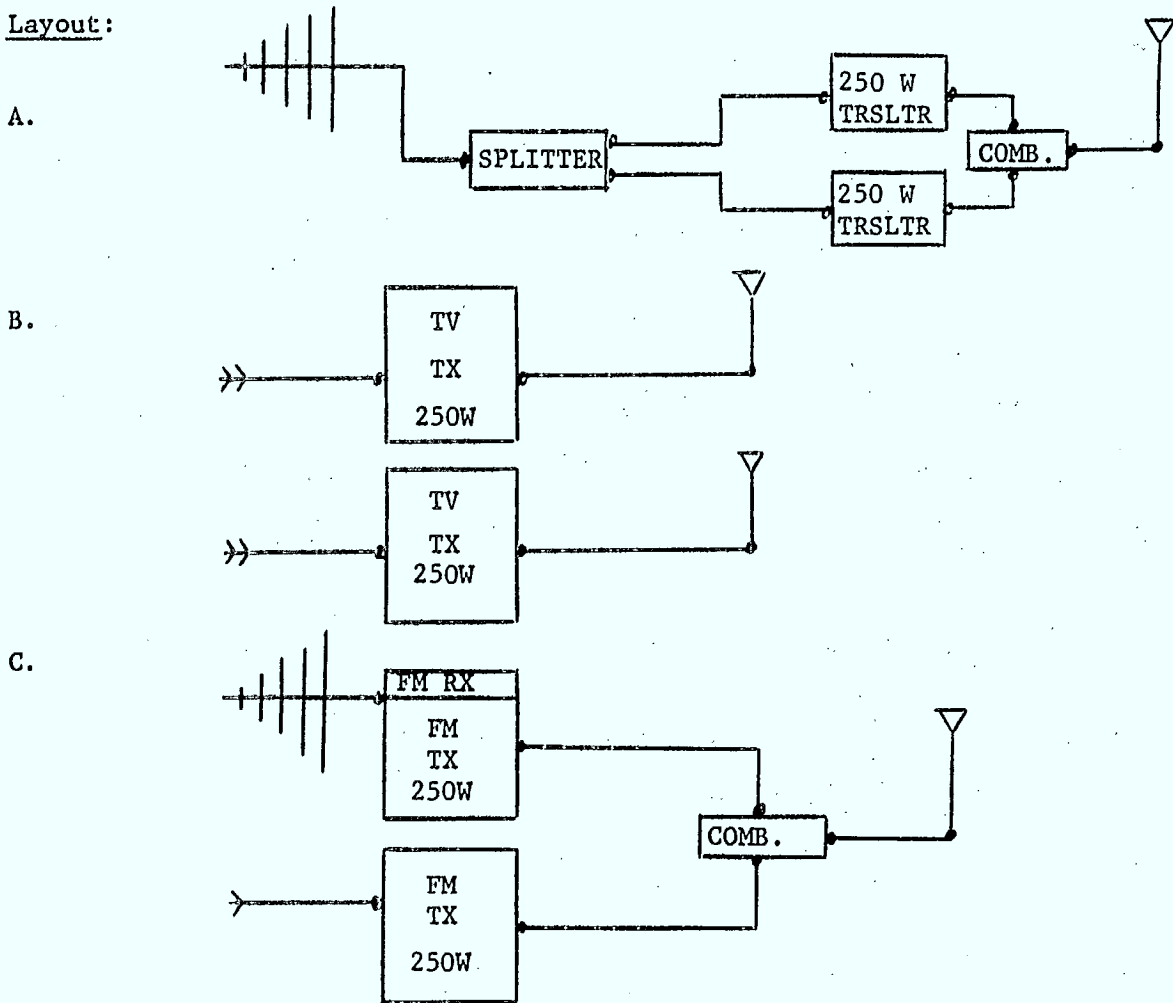 Layout:
A.
SPLITTER
250 W
TRSLTR
250 W
TRSLTR
COMB.
B.
TV
TX
250W
TV
TX
250W
C.
FM RX
FM
TX
250W
COMB.
FM
TX
250W